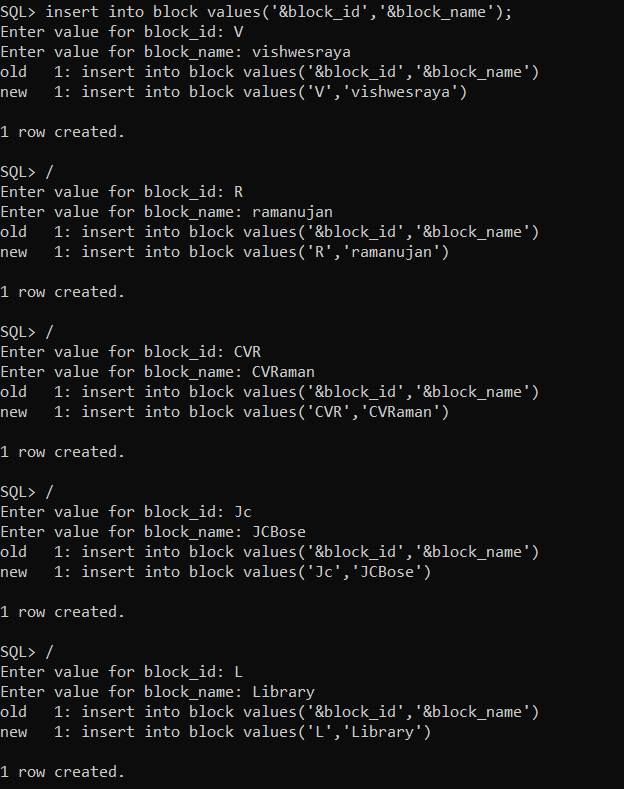 SQL> insert into block values('&block_id','&block_name');
Enter value for block_id: V
Enter value for block_name: vishwesraya
old   1: insert into block values('&block_id','&block_name')
new   1: insert into block values('V','vishwesraya')
1 row created.
SQL> /
Enter value for block_id: R
Enter value for block_name: ramanujan
old   1: insert into block values('&block_id','&block_name')
new   1: insert into block values('R','ramanujan')
1 row created.
SQL> /
Enter value for block_id: CVR
Enter value for block_name: CVRaman
old   1: insert into block values('&block_id','&block_name')
new   1: insert into block values('CVR','CVRaman')
1 row created.
SQL> /
Enter value for block_id: Jc
Enter value for block_name: JCBose
old   1: insert into block values('&block_id','&block_name')
new   1: insert into block values('Jc','JCBose')
1 row created.
SQL> /
Enter value for block_id: L
Enter value for block_name: Library
old   1: insert into block values('&block_id','&block_name')
new   1: insert into block values('L','Library')
1 row created.